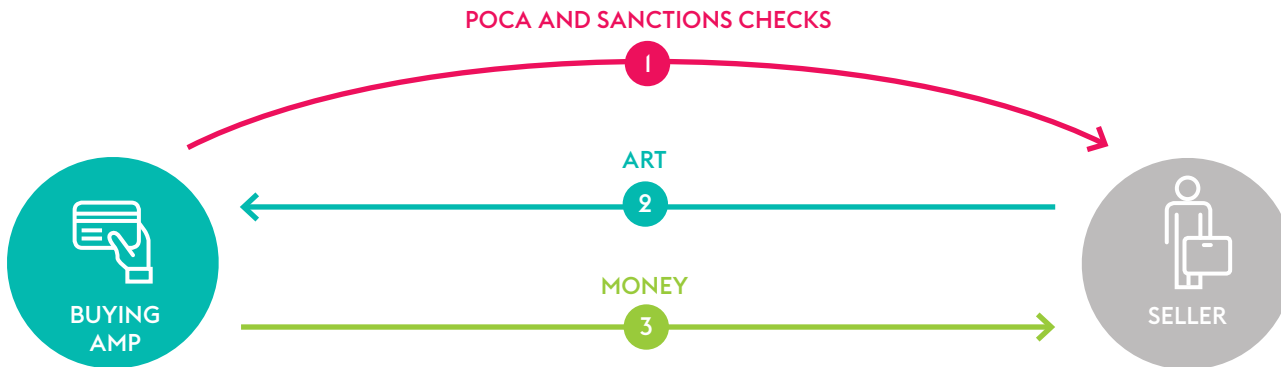 POCA AND SANCTIONS CHECKS
1
ART
2
MONEY
3
BUYING
AMP
SELLER